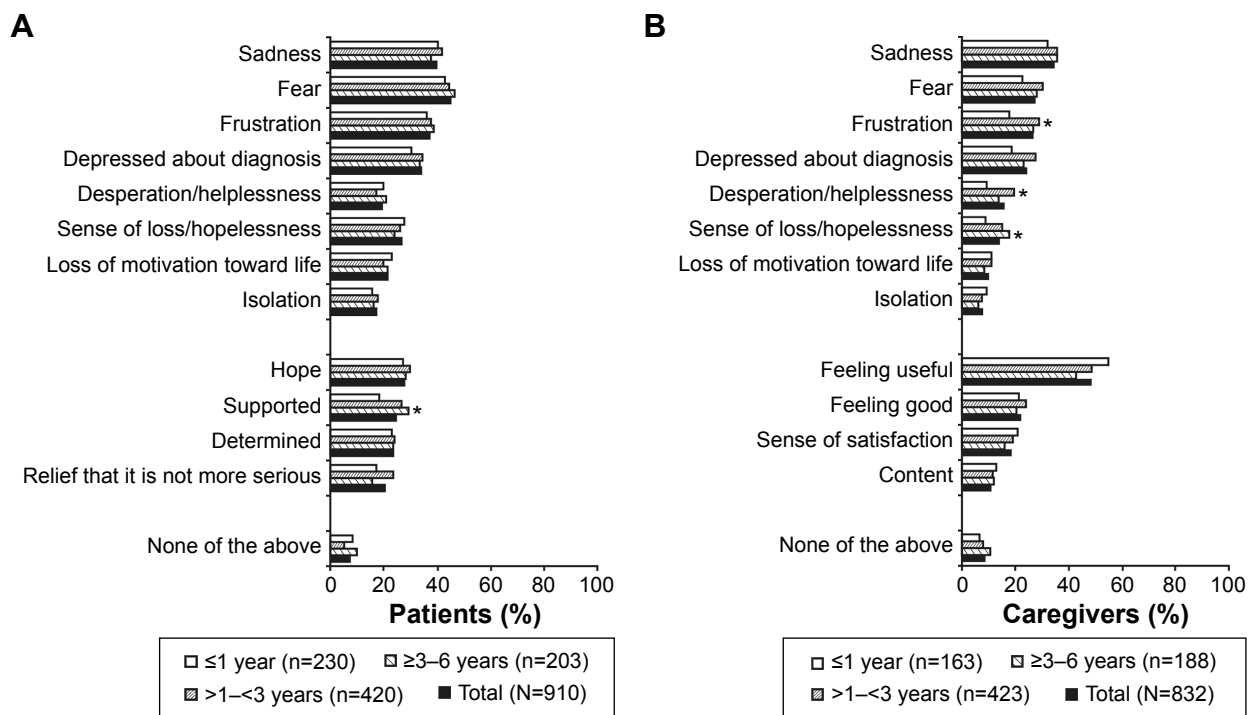 A
Sadness
Fear
Frustration
Depressed about diagnosis
Desperation/helplessness
Sense of loss/hopelessness
Loss of motivation toward life
Isolation
Hope
Supported
*
Determined
Relief that it is not more serious
None of the above
0 20 40 60 80 100
Patients (%)
≤1 year (n=230) ≥3–6 years (n=203)
>1–<3 years (n=420) Total (N=910)
B
Sadness
Fear
Frustration
*
Depressed about diagnosis
Desperation/helplessness
*
Sense of loss/hopelessness
*
Loss of motivation toward life
Isolation
Feeling useful
Feeling good
Sense of satisfaction
Content
None of the above
0 20 40 60 80 100
Caregivers (%)
≤1 year (n=163) ≥3–6 years (n=188)
>1–<3 years (n=423) Total (N=832)